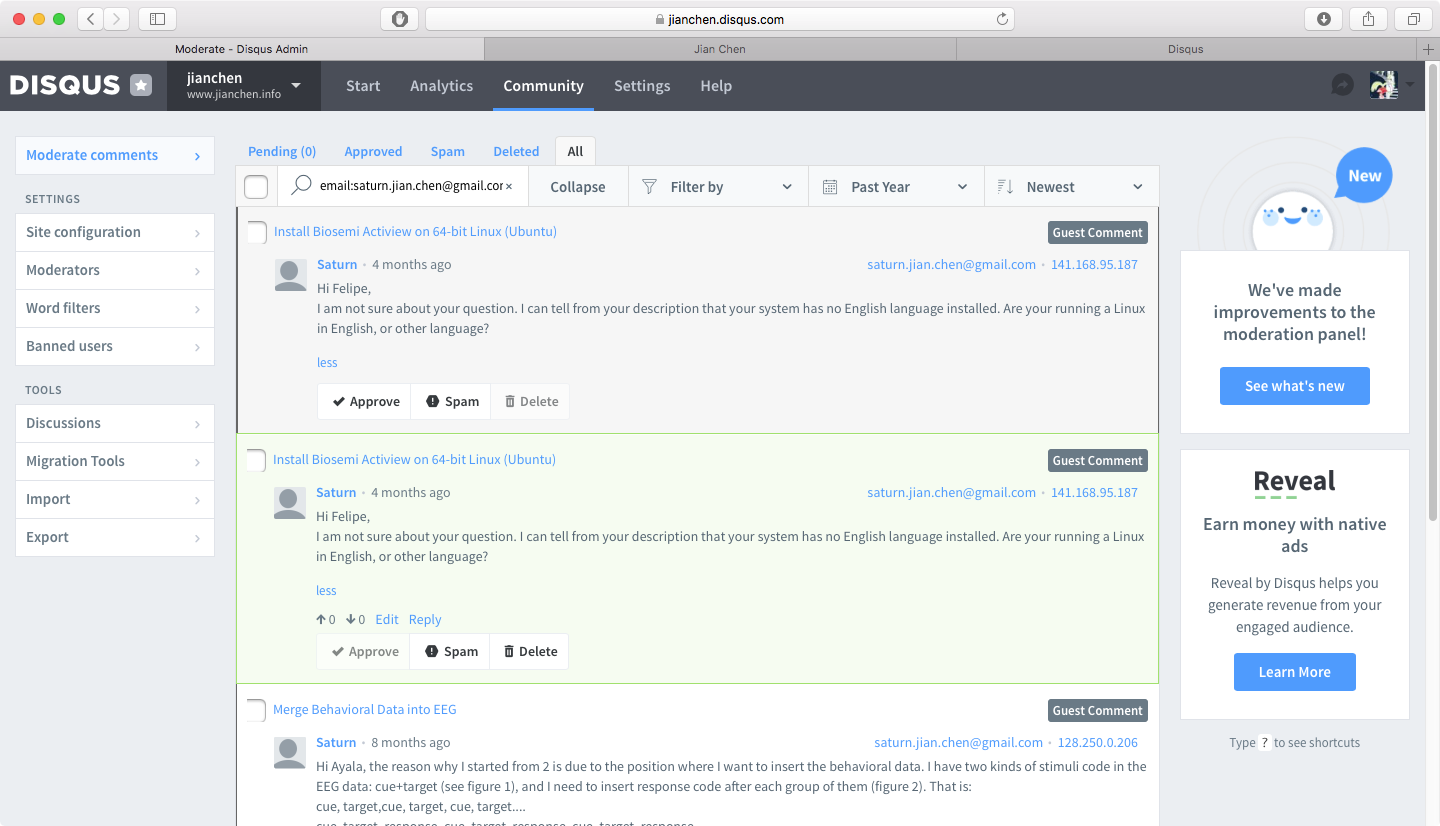 jianchen.disqus.com
Moderate - Disqus Admin
Jian Chen
Disqus
DISQUS
jianchen
www.jianchen.info
Start
Analytics
Community
Settings
Help
Moderate comments
SETTINGS
Site configuration
Moderators
Word filters
Banned users
TOOLS
Discussions
Migration Tools
Import
Export
Pending (0)
Approved
Spam
Deleted
All
email:saturn.jian.chen@gmail.cor ×
Collapse
Filter by
Past Year
Newest
Install Biosemi Actiview on 64-bit Linux (Ubuntu)
Guest Comment
Saturn • 4 months ago
saturn.jian.chen@gmail.com • 141.168.95.187
Hi Felipe,
I am not sure about your question. I can tell from your description that your system has no English language installed. Are your running a Linux
in English, or other language?
less
Approve
Spam
Delete
Install Biosemi Actiview on 64-bit Linux (Ubuntu)
Guest Comment
Saturn • 4 months ago
saturn.jian.chen@gmail.com • 141.168.95.187
Hi Felipe,
I am not sure about your question. I can tell from your description that your system has no English language installed. Are your running a Linux
in English, or other language?
less
0 0 Edit Reply
Approve
Spam
Delete
Merge Behavioral Data into EEG
Guest Comment
Saturn • 8 months ago
saturn.jian.chen@gmail.com • 128.250.0.206
Hi Ayala, the reason why I started from 2 is due to the position where I want to insert the behavioral data. I have two kinds of stimuli code in the
EEG data: cue+target (see figure 1), and I need to insert response code after each group of them (figure 2). That is:
cue, target,cue, target, cue, target....
cue, target, response, cue, target, response, cue, target, response
New
We've made
improvements to the
moderation panel!
See what's new
Reveal
Earn money with native
ads
Reveal by Disqus helps you
generate revenue from your
engaged audience.
Learn More
Type ? to see shortcuts